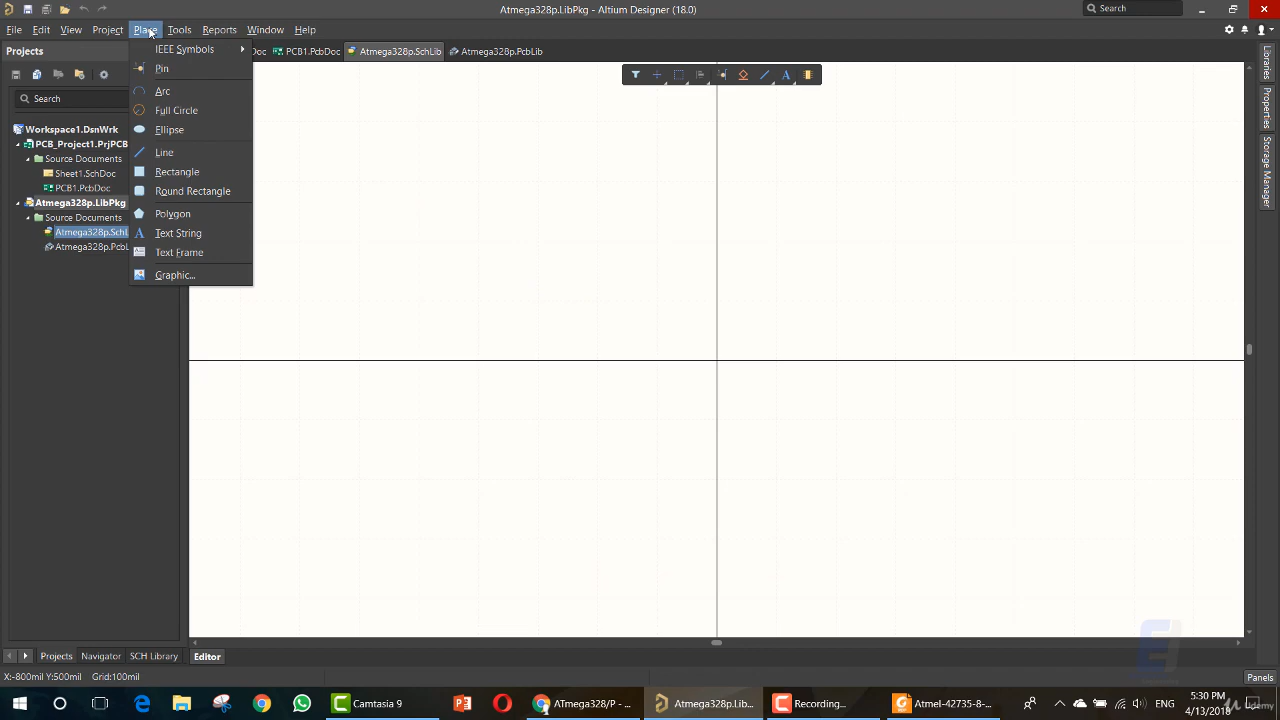 Atmega328p.LibPkg - Altium Designer (18.0)
Search
File Edit View Project Place Tools Reports Window Help
Projects
Doc PCB1.PcbDoc Atmega328p.SchLib Atmega328p.PcbLib
IEEE Symbols
Pin
Arc
Full Circle
Ellipse
Line
Rectangle
Round Rectangle
Polygon
Text String
Text Frame
Graphic...
Search
Workspace1.DsnWrk
PCB_Project1.PrjPCB
Source Documents
Sheet1.SchDoc
PCB1.PcbDoc
Atmega328p.LibPkg
Source Documents
Atmega328p.SchL
Atmega328p.PcbL
Libraries
Properties
Storage Manager
Projects Navigator SCH Library Editor
X:-800mil Y:500mil Grid:100mil
Panels
Camtasia 9
ATmega328/P - ...
Atmega328p.Lib...
Recording...
Atmel-42735-8-...
ENG
5:30 PM
4/13/2018
Udemy